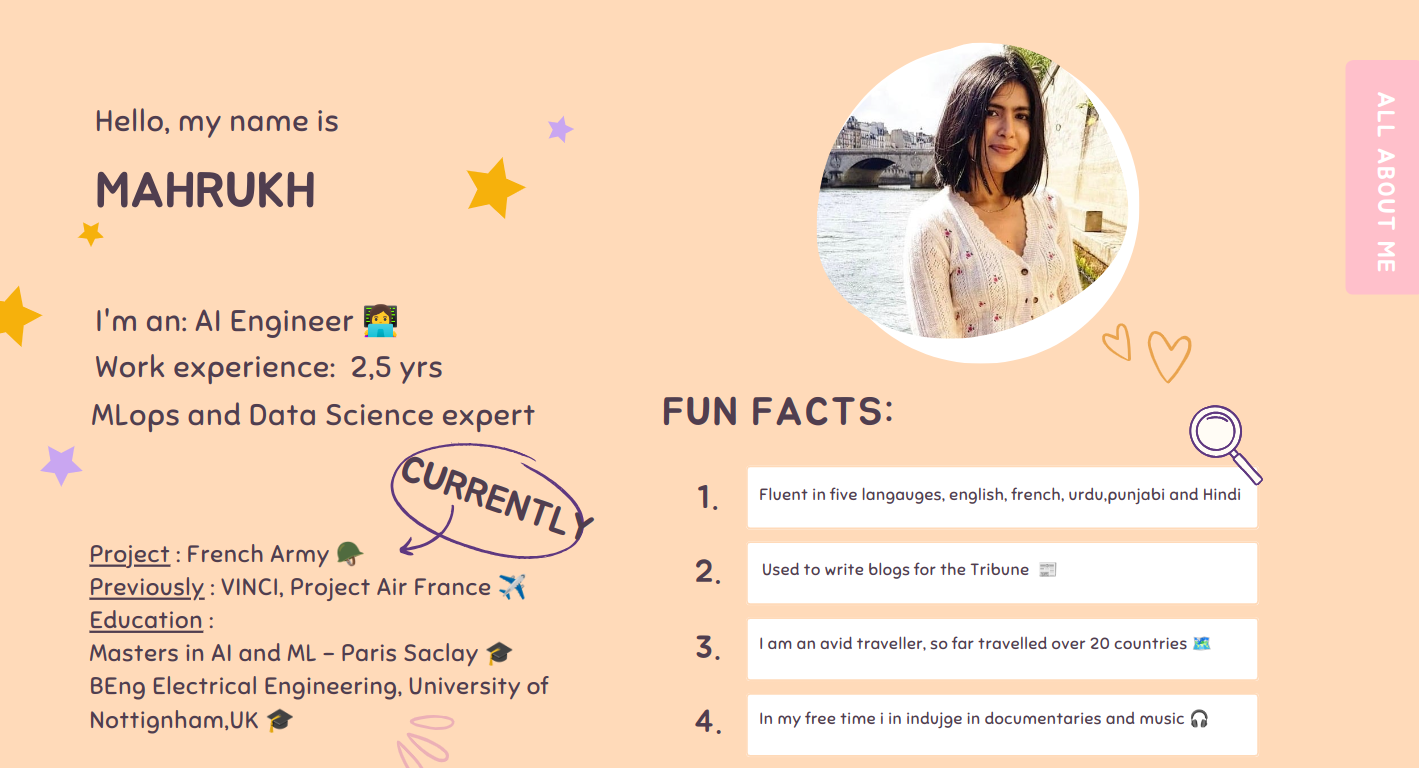 Hello, my name is
MAHRUKH
I'm an: AI Engineer 👩‍💻
Work experience: 2,5 yrs
MLops and Data Science expert
CURRENTLY
Project : French Army 🪖
Previously : VINCI, Project Air France ✈️
Education :
Masters in AI and ML - Paris Saclay 🎓
BEng Electrical Engineering, University of
Nottignham,UK 🎓
ALL ABOUT ME
FUN FACTS:
1. Fluent in five langauges, english, french, urdu,punjabi and Hindi
2. Used to write blogs for the Tribune 📰
3. I am an avid traveller, so far travelled over 20 countries 🗺️
4. In my free time i in indujge in documentaries and music 🎧